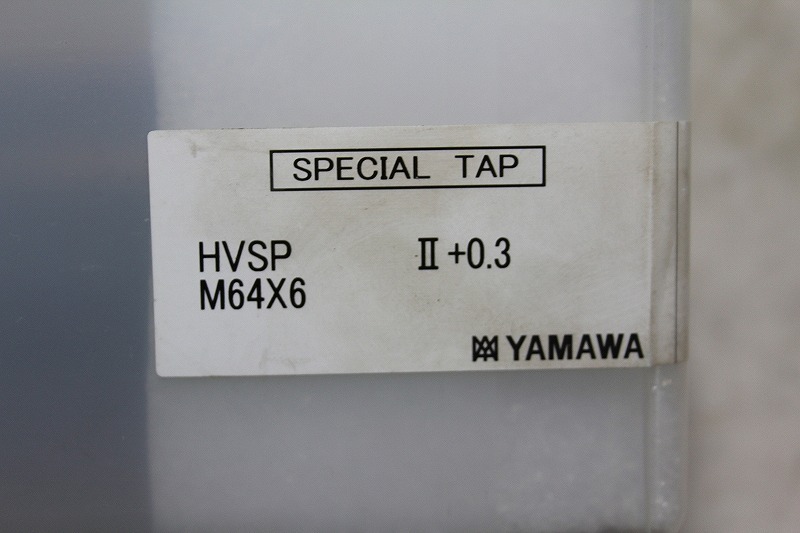 SPECIAL TAP
HVSP Ⅱ +0.3
M64X6
YAMAWA